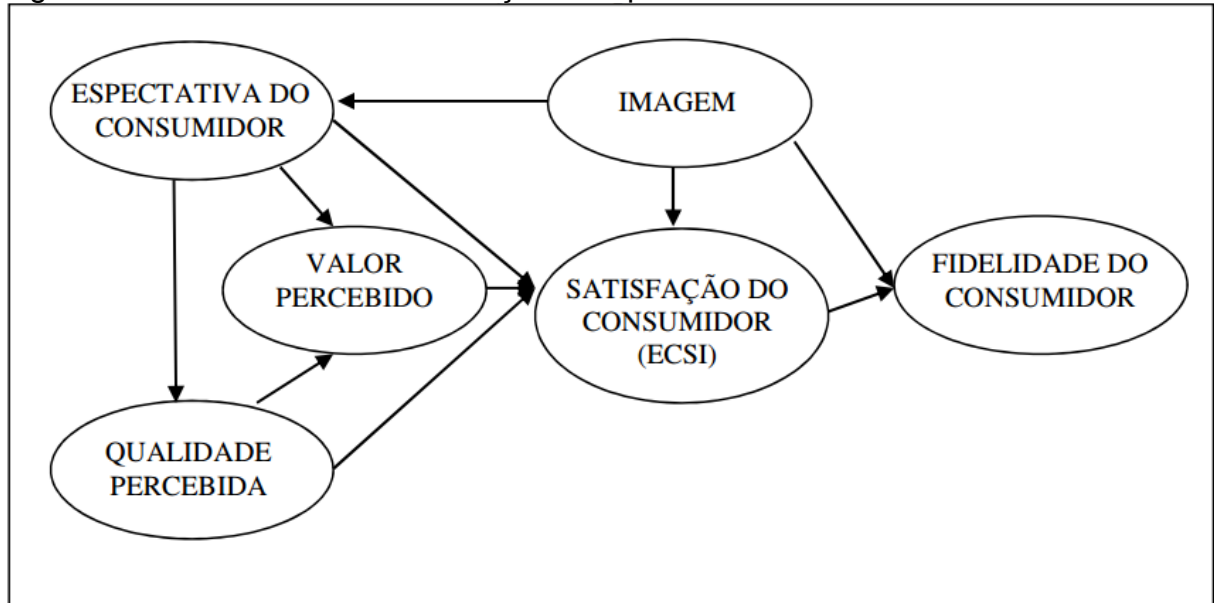 ESPECTATIVA DO
CONSUMIDOR
IMAGEM
VALOR
PERCEBIDO
SATISFAÇÃO DO
CONSUMIDOR
(ECSI)
FIDELIDADE DO
CONSUMIDOR
QUALIDADE
PERCEBIDA